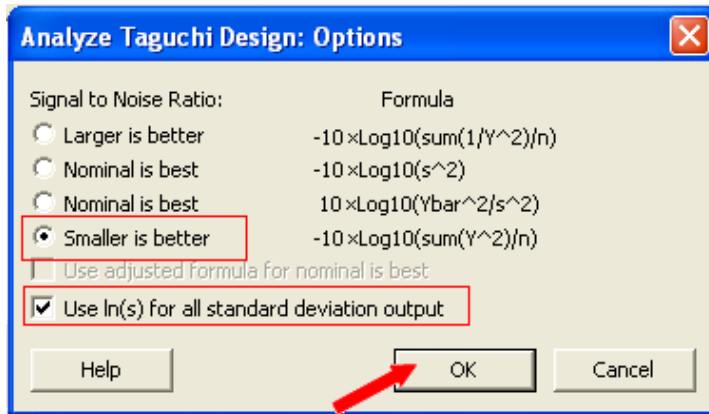 Analyze Taguchi Design: Options
Signal to Noise Ratio: Formula
Larger is better -10×Log10(sum(1/Y^2)/n)
Nominal is best -10×Log10(s^2)
Nominal is best 10×Log10(Ybar^2/s^2)
Smaller is better -10×Log10(sum(Y^2)/n)
Use adjusted formula for nominal is best
Use ln(s) for all standard deviation output
Help OK Cancel